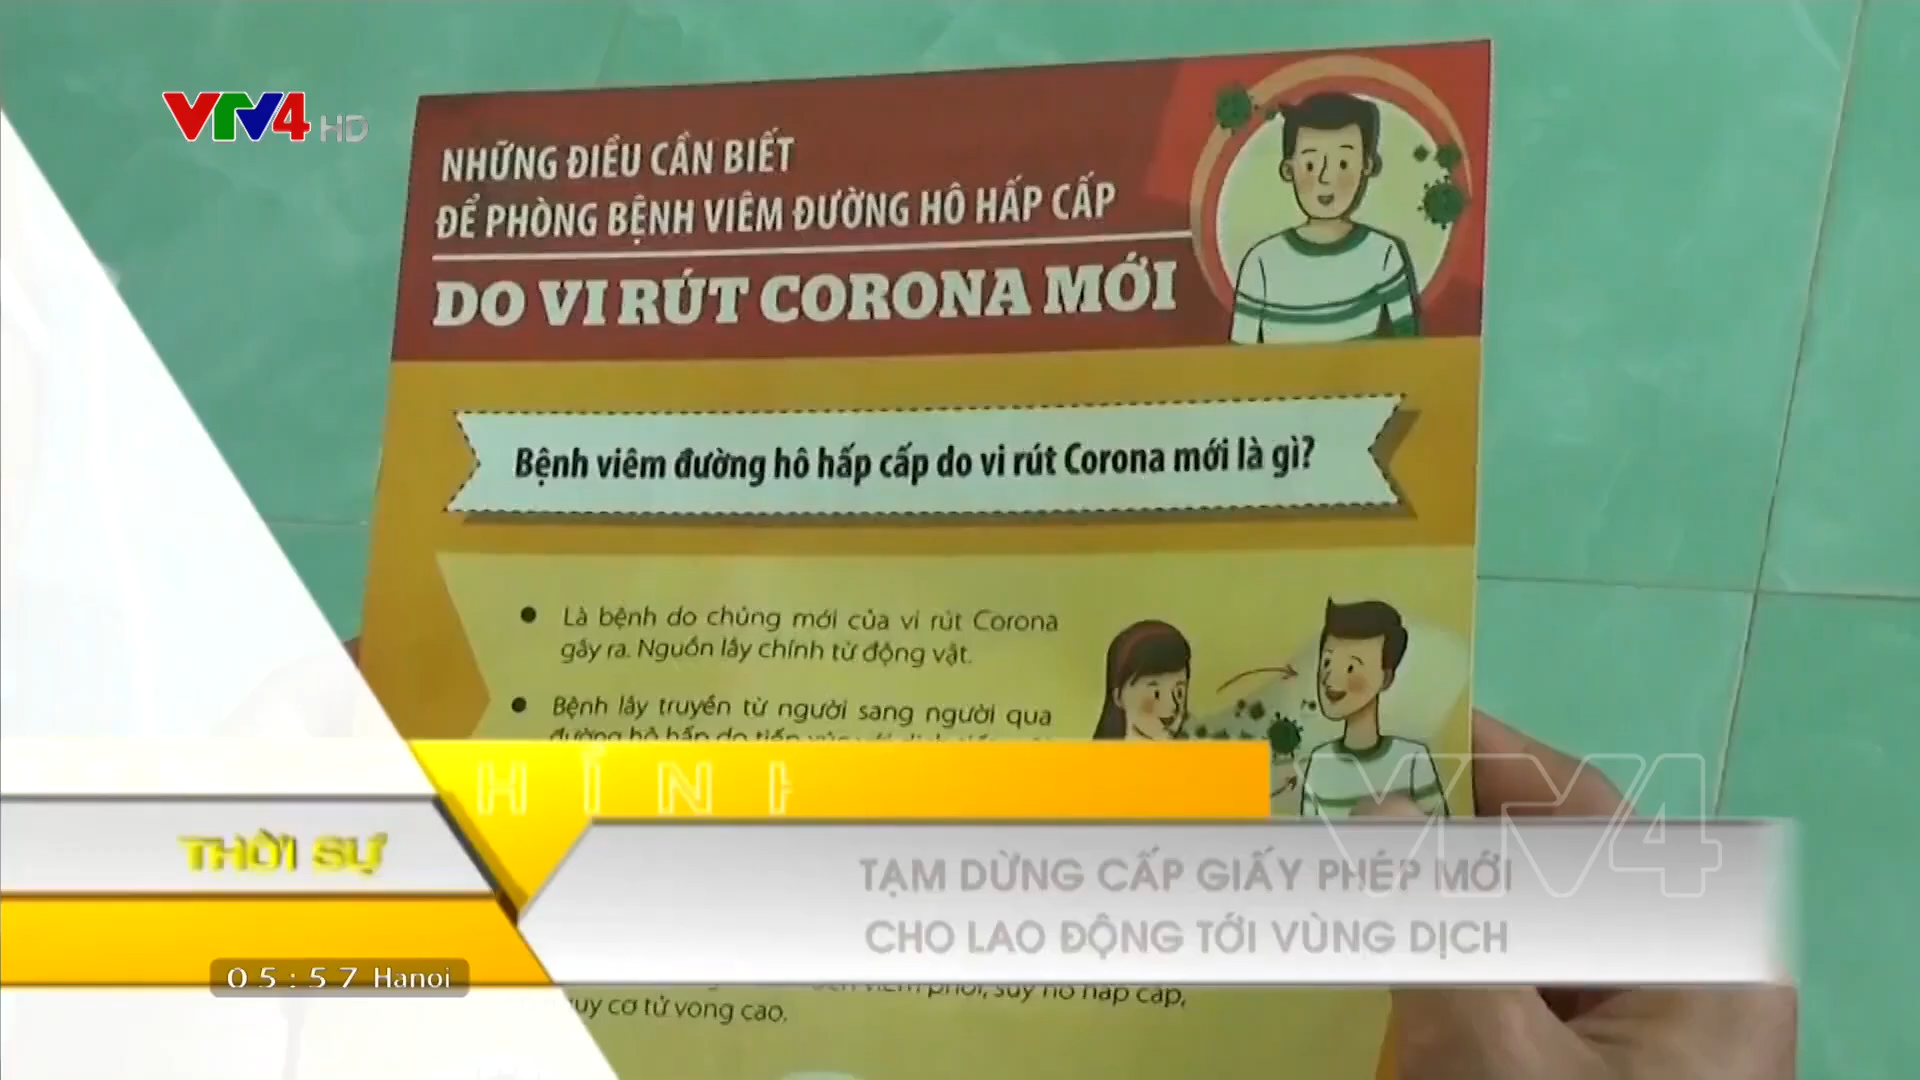 VTV4 HD
NHỮNG ĐIỀU CẦN BIẾT
ĐỂ PHÒNG BỆNH VIÊM ĐƯỜNG HÔ HẤP CẤP
DO VI RÚT CORONA MỚI
Bệnh viêm đường hô hấp cấp do vi rút Corona mới là gì?
Là bệnh do chủng mới của vi rút Corona
gây ra. Nguồn lây chính từ động vật.
Bệnh lây truyền từ người sang người qua
HÌNH
VTV4
THỜI SỰ
TẠM DỪNG CẤP GIẤY PHÉP MỚI
CHO LAO ĐỘNG TỚI VÙNG DỊCH
05:57 Hanoi
viêm phổi, suy hô hấp cấp,
cơ tử vong cao.